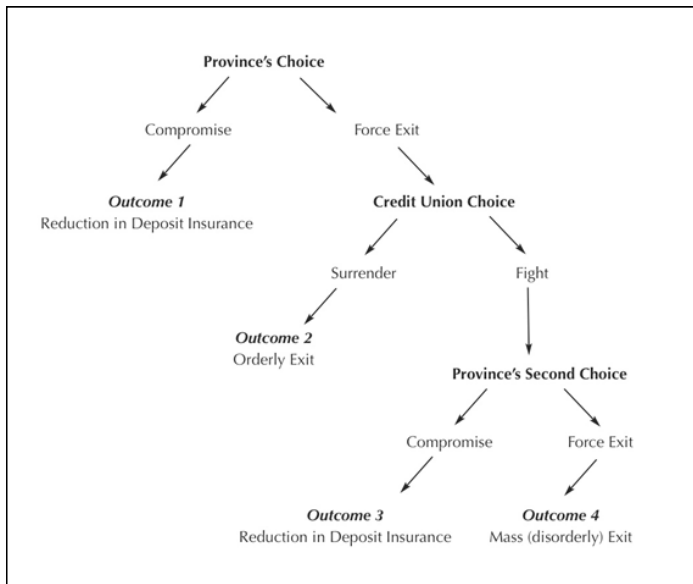 Province's Choice
Compromise
Force Exit
Outcome 1
Reduction in Deposit Insurance
Credit Union Choice
Surrender
Fight
Outcome 2
Orderly Exit
Province's Second Choice
Compromise
Force Exit
Outcome 3
Reduction in Deposit Insurance
Outcome 4
Mass (disorderly) Exit